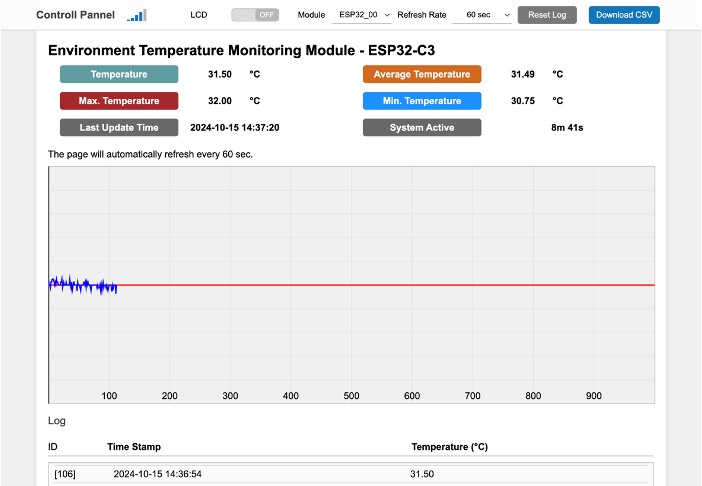 Controll Pannel LCD OFF Module ESP32_00 Refresh Rate 60 sec Reset Log Download CSV
Environment Temperature Monitoring Module - ESP32-C3
Temperature 31.50 °C Average Temperature 31.49 °C
Max. Temperature 32.00 °C Min. Temperature 30.75 °C
Last Update Time 2024-10-15 14:37:20 System Active 8m 41s
The page will automatically refresh every 60 sec.
100 200 300 400 500 600 700 800 900
Log
ID Time Stamp Temperature (°C)
[106] 2024-10-15 14:36:54 31.50